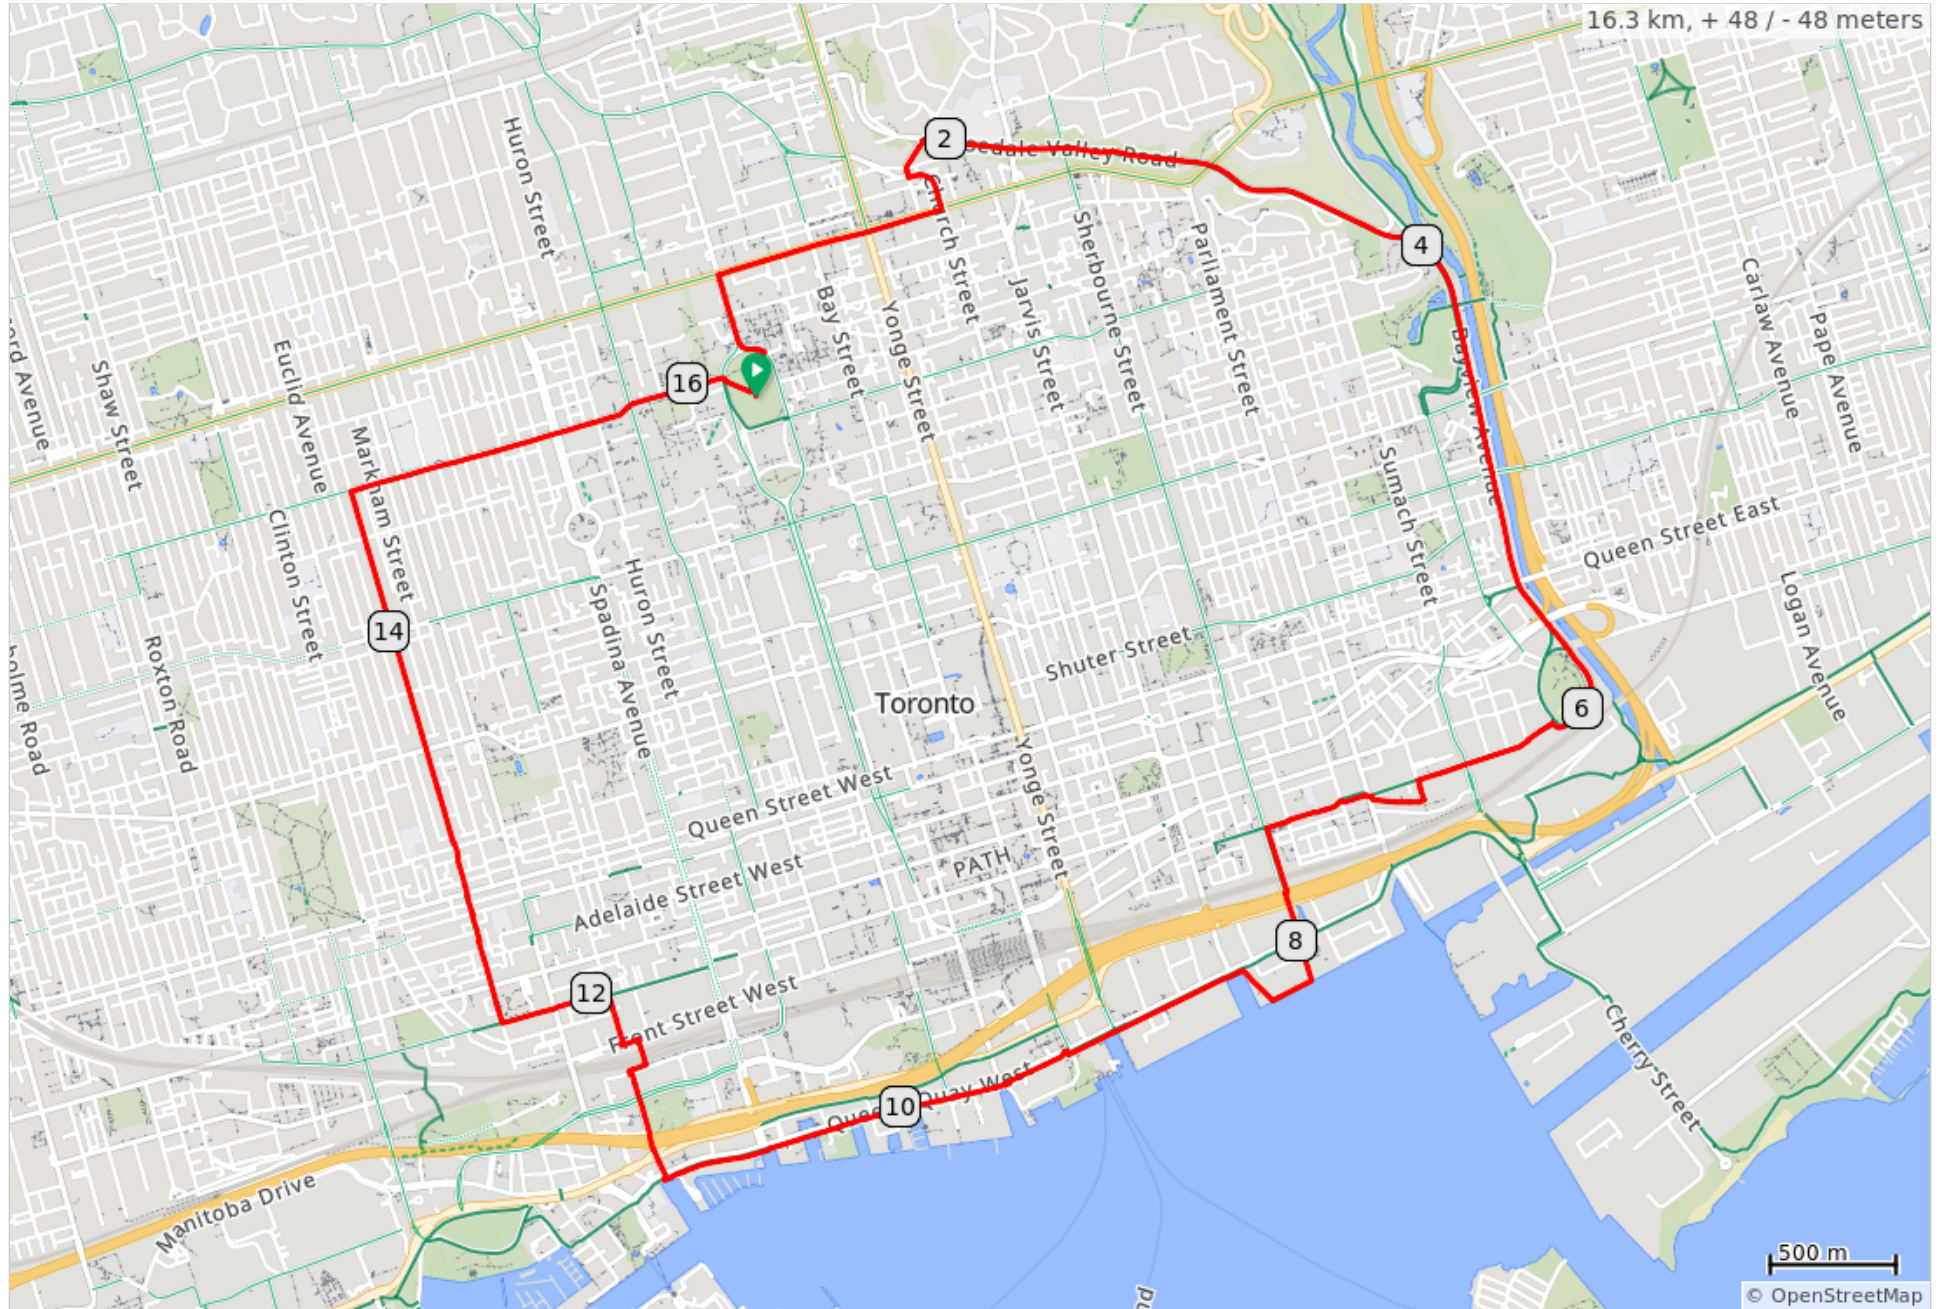 16.3 km, + 48 / - 48 meters
2
Huron Street
Rosedale Valley Road
Church Street
4
Sherbourne Street
Parliament Street
Carlaw Avenue
Pape Avenue
Jarvis Street
Bay Street
Yonge Street
Bayview Avenue
Euclid Avenue
Shaw Street
16
Markham Street
Sumach Street
Queen Street East
Clinton Street
Huron Street
Spadina Avenue
Logan Avenue
14
Shuter Street
Roxton Road
holme Road
Toronto
6
Queen Street West
Yonge Street
PATH
Adelaide Street West
8
12
Front Street West
Cherry Street
10
Queens Quay West
Manitoba Drive
500 m
© OpenStreetMap